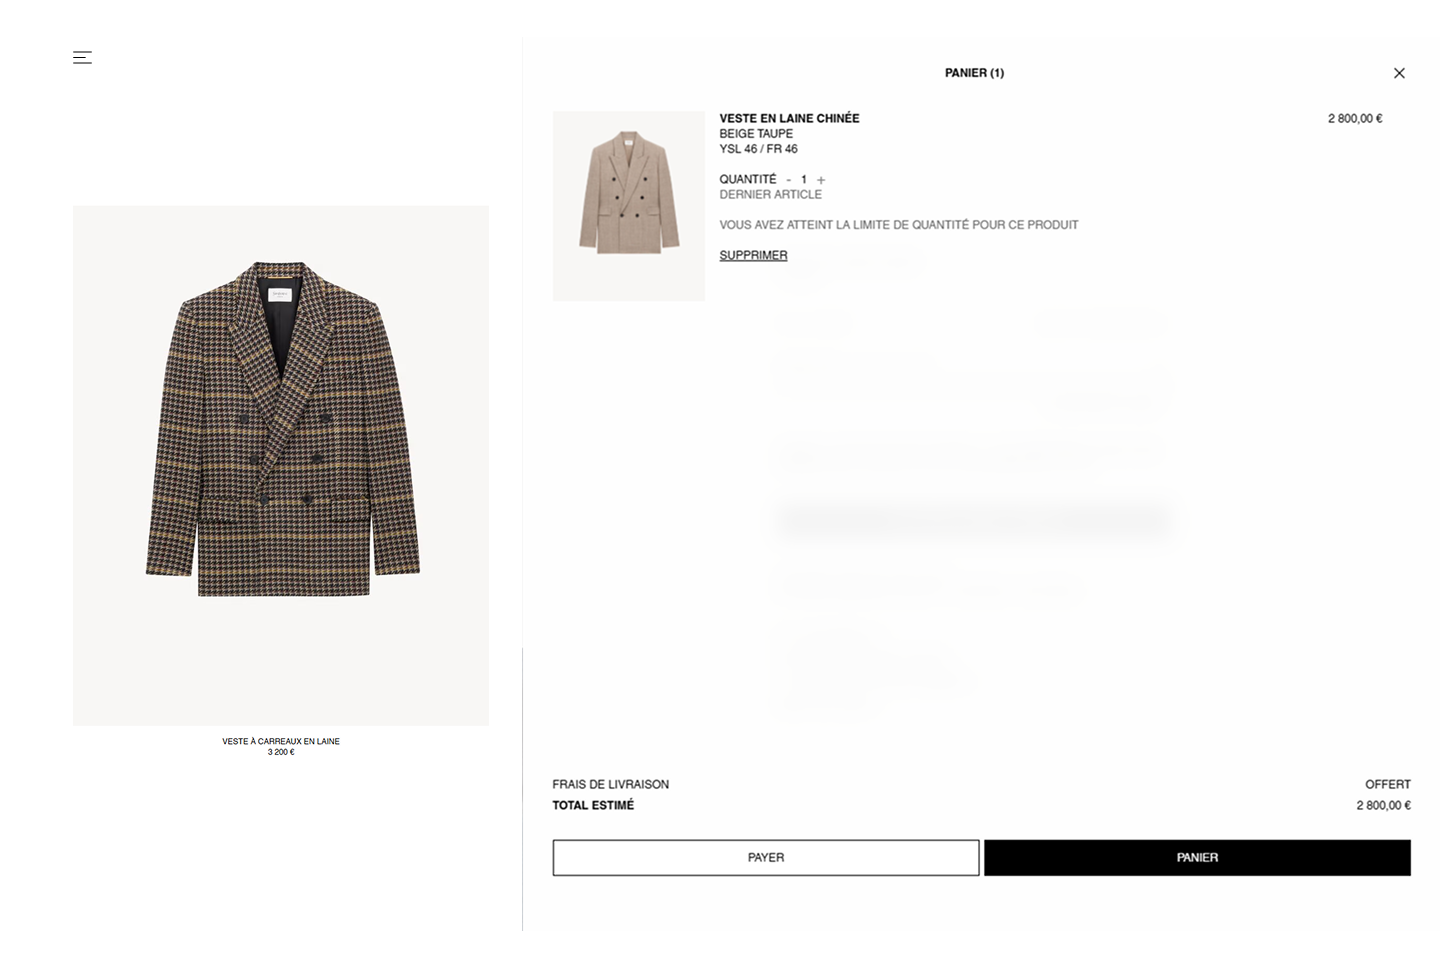 PANIER (1)
VESTE EN LAINE CHINÉE
2 800,00 €
BEIGE TAUPE
YSL 46 / FR 46
QUANTITÉ - 1 +
DERNIER ARTICLE
VOUS AVEZ ATTEINT LA LIMITE DE QUANTITÉ POUR CE PRODUIT
SUPPRIMER
VESTE À CARREAUX EN LAINE
3 200 €
FRAIS DE LIVRAISON
OFFERT
TOTAL ESTIMÉ
2 800,00 €
PAYER
PANIER